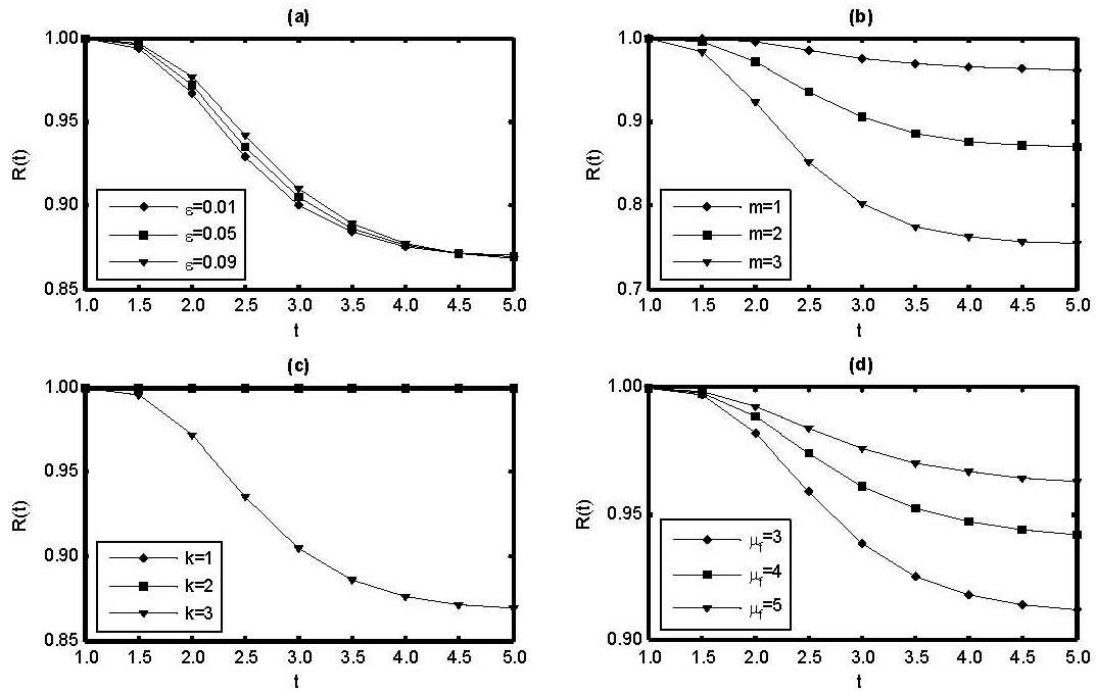 (a)
1.00
0.95
0.90
0.85
R(t)
ε=0.01
ε=0.05
ε=0.09
1.0 1.5 2.0 2.5 3.0 3.5 4.0 4.5 5.0
t
(b)
1.0
0.9
0.8
0.7
R(t)
m=1
m=2
m=3
1.0 1.5 2.0 2.5 3.0 3.5 4.0 4.5 5.0
t
(c)
1.00
0.95
0.90
0.85
R(t)
k=1
k=2
k=3
1.0 1.5 2.0 2.5 3.0 3.5 4.0 4.5 5.0
t
(d)
1.00
0.95
0.90
R(t)
μf=3
μf=4
μf=5
1.0 1.5 2.0 2.5 3.0 3.5 4.0 4.5 5.0
t